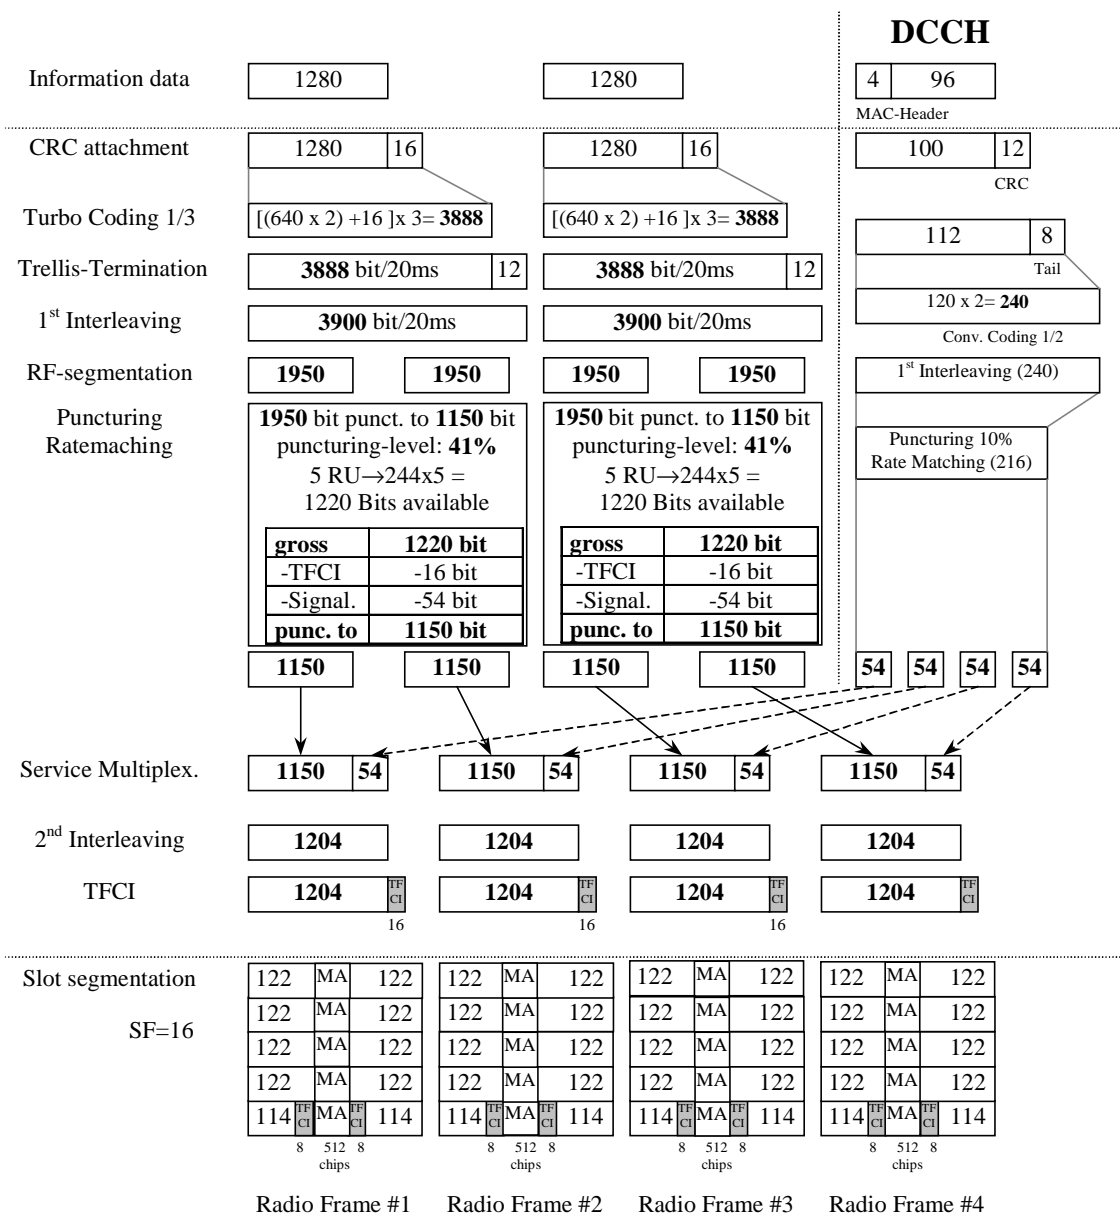 DCCH
Information data 1280 1280 4 96
MAC-Header
CRC attachment 1280 16 1280 16 100 12
CRC
Turbo Coding 1/3 [(640 x 2) +16 ]x 3= 3888 [(640 x 2) +16 ]x 3= 3888
112 8
Trellis-Termination 3888 bit/20ms 12 3888 bit/20ms 12
Tail
120 x 2= 240
1st Interleaving 3900 bit/20ms 3900 bit/20ms
Conv. Coding 1/2
RF-segmentation 1950 1950 1950 1950 1st Interleaving (240)
Puncturing
Ratemaching
1950 bit punct. to 1150 bit
puncturing-level: 41%
5 RU→244x5 =
1220 Bits available
gross 1220 bit
-TFCI -16 bit
-Signal. -54 bit
punc. to 1150 bit
1950 bit punct. to 1150 bit
puncturing-level: 41%
5 RU→244x5 =
1220 Bits available
gross 1220 bit
-TFCI -16 bit
-Signal. -54 bit
punc. to 1150 bit
Puncturing 10%
Rate Matching (216)
1150 1150 1150 1150 54 54 54 54
Service Multiplex. 1150 54 1150 54 1150 54 1150 54
2nd Interleaving 1204 1204 1204 1204
TFCI 1204 TF CI 1204 TF CI 1204 TF CI 1204 TF CI
16 16 16
Slot segmentation 122 MA 122 122 MA 122 122 MA 122 122 MA 122
SF=16 122 MA 122 122 MA 122 122 MA 122 122 MA 122
122 MA 122 122 MA 122 122 MA 122 122 MA 122
122 MA 122 122 MA 122 122 MA 122 122 MA 122
114 TF CI MA TF CI 114 114 TF CI MA TF CI 114 114 TF CI MA TF CI 114 114 TF CI MA TF CI 114
8 512 8 8 512 8 8 512 8 8 512 8
chips chips chips chips
Radio Frame #1 Radio Frame #2 Radio Frame #3 Radio Frame #4